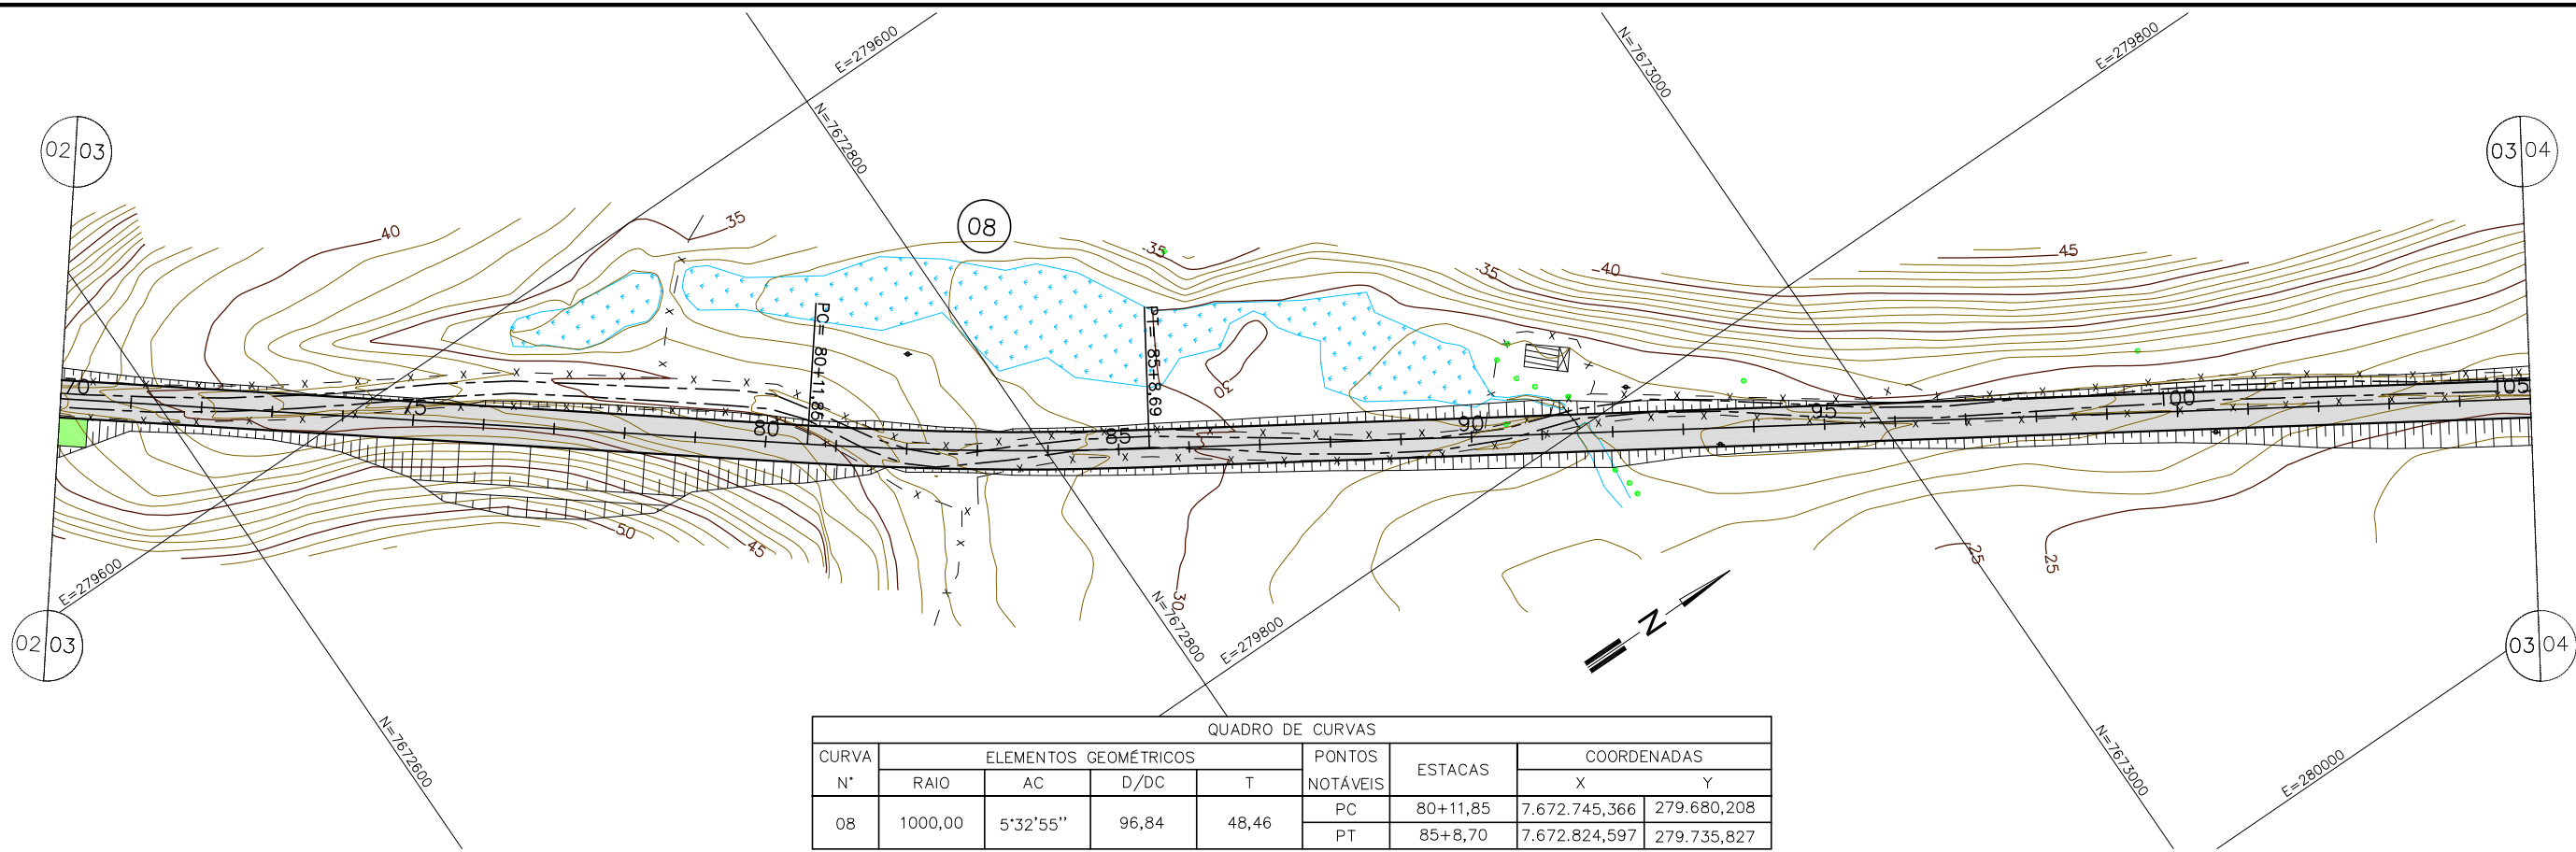 E=279600
N=7673000
E=279800
N=7672800
02 03
03 04
08
35
40
35
45
35
40
PC= 80+11,85
PT= 85+8,69
30
70
75
80
85
90
95
100
105
50
45
25
25
30
E=279600
N=7672800
E=279800
N
02 03
03 04
N=7672600
N=7673000
E=280000
QUADRO DE CURVAS
CURVA N° ELEMENTOS GEOMÉTRICOS PONTOS NOTÁVEIS ESTACAS COORDENADAS
RAIO AC D/DC T X Y
08 1000,00 5°32'55'' 96,84 48,46 PC 80+11,85 7.672.745,366 279.680,208
PT 85+8,70 7.672.824,597 279.735,827